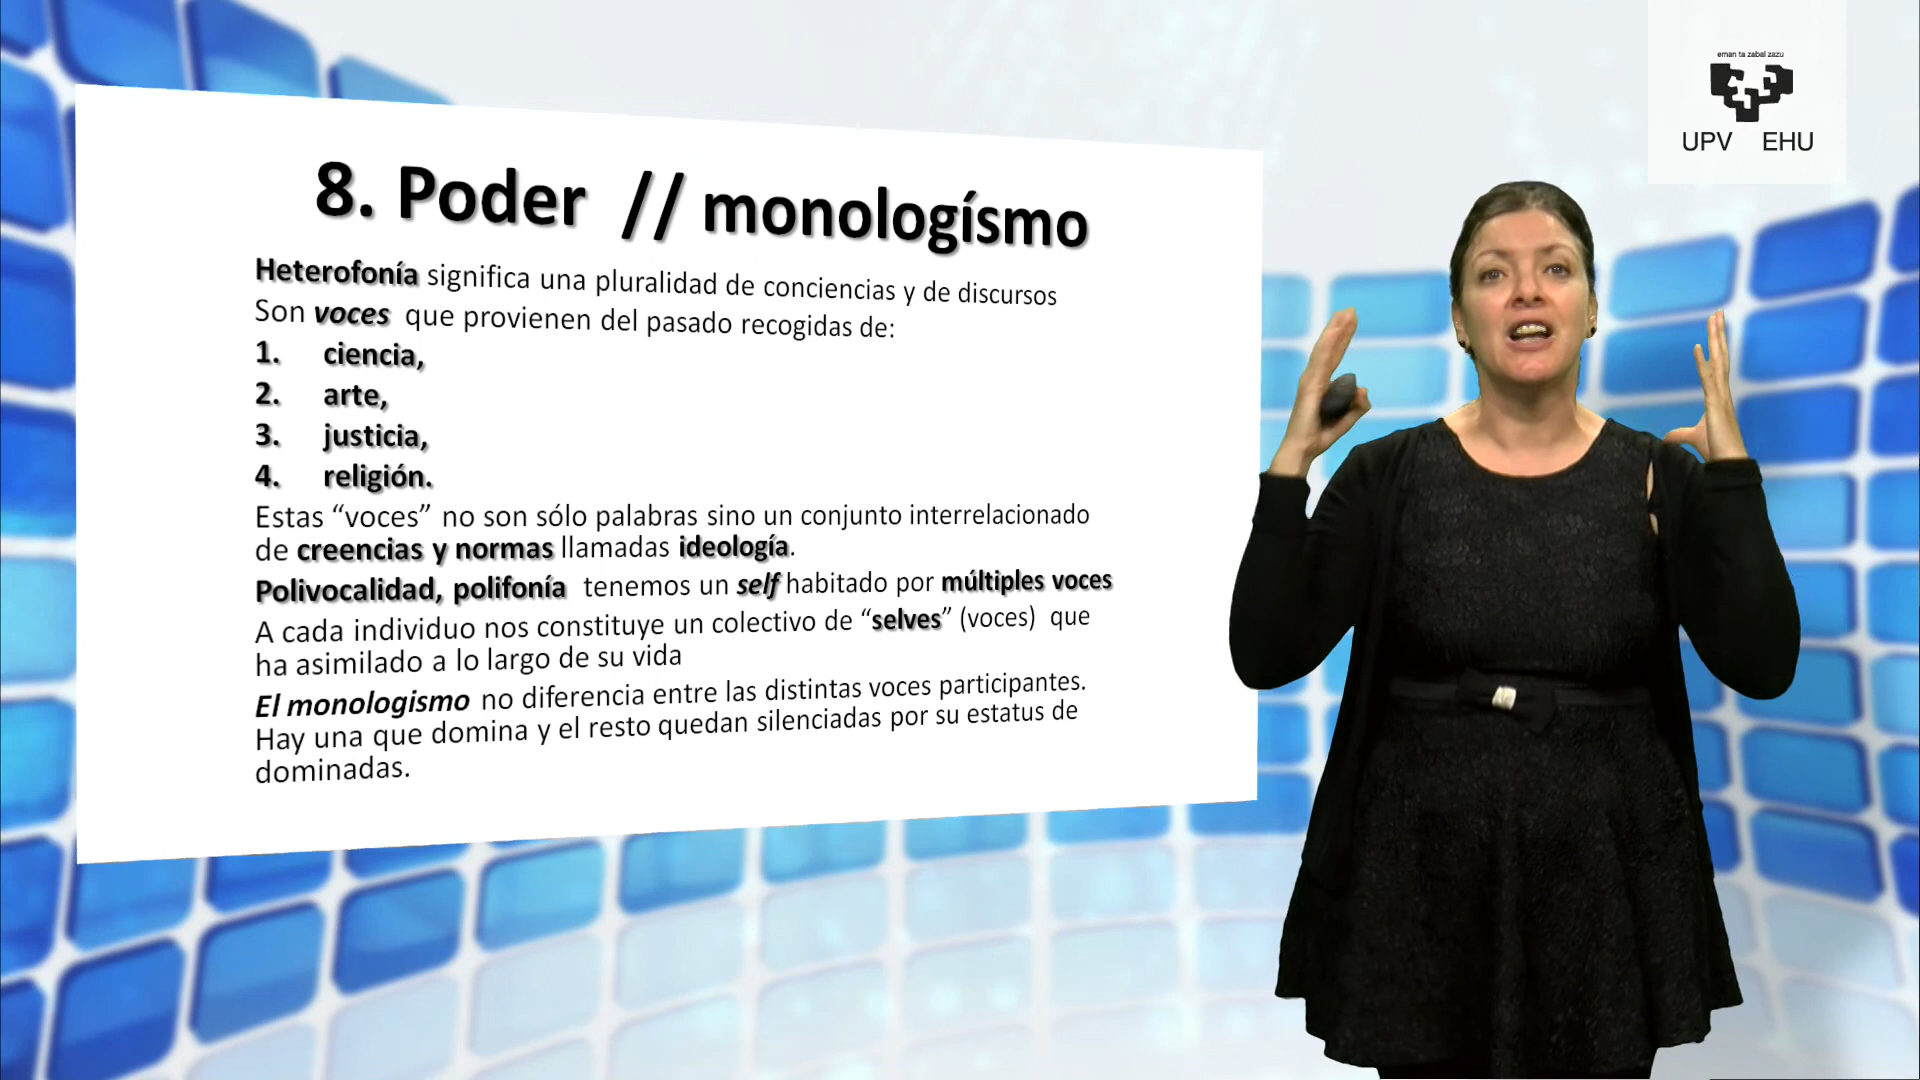 eman ta zabal zazu
UPV EHU
8. Poder // monologísmo
Heterofonía significa una pluralidad de conciencias y de discursos
Son voces que provienen del pasado recogidas de:
1. ciencia,
2. arte,
3. justicia,
4. religión.
Estas “voces” no son sólo palabras sino un conjunto interrelacionado
de creencias y normas llamadas ideología.
Polivocalidad, polifonía tenemos un self habitado por múltiples voces
A cada individuo nos constituye un colectivo de “selves” (voces) que
ha asimilado a lo largo de su vida
El monologismo no diferencia entre las distintas voces participantes.
Hay una que domina y el resto quedan silenciadas por su estatus de
dominadas.